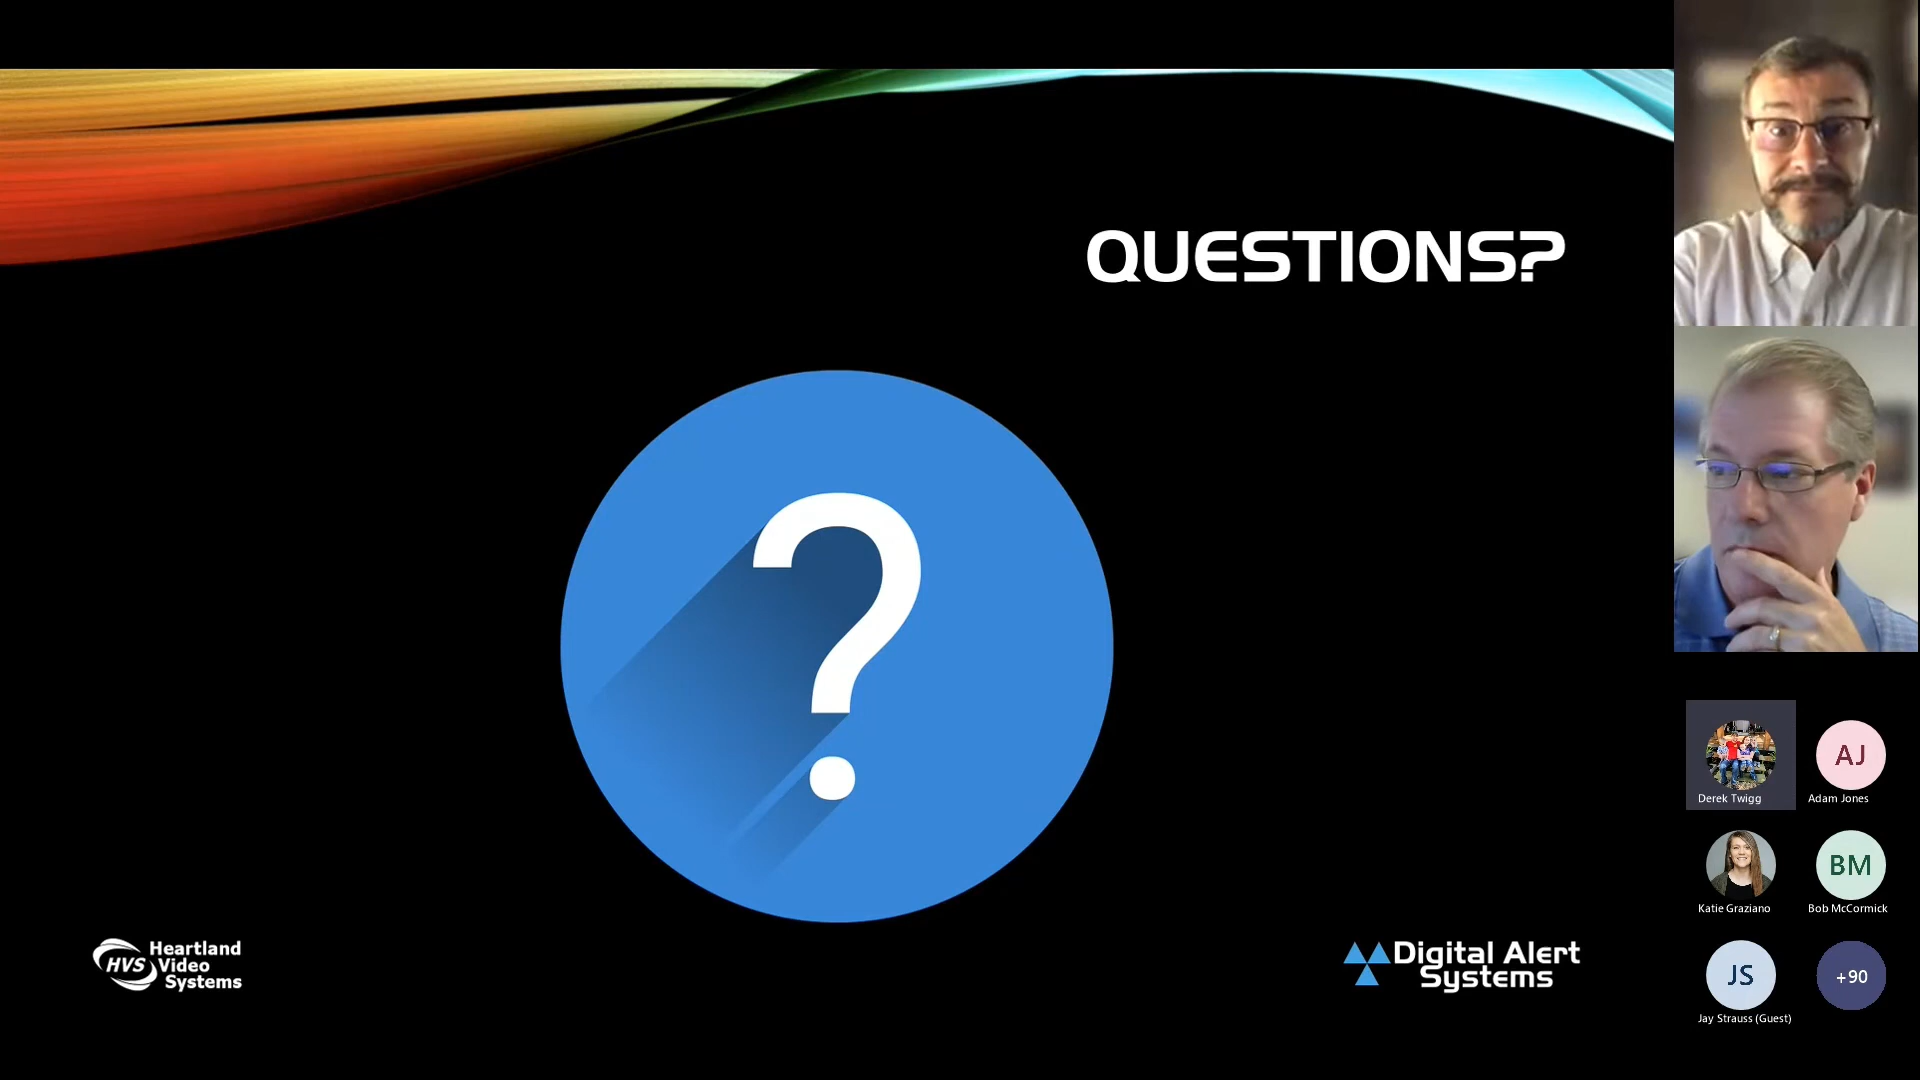 QUESTIONS?
?
HVS
Heartland
Video
Systems
Digital Alert
Systems
Derek Twigg
AJ
Adam Jones
Katie Graziano
BM
Bob McCormick
JS
Jay Strauss (Guest)
+90